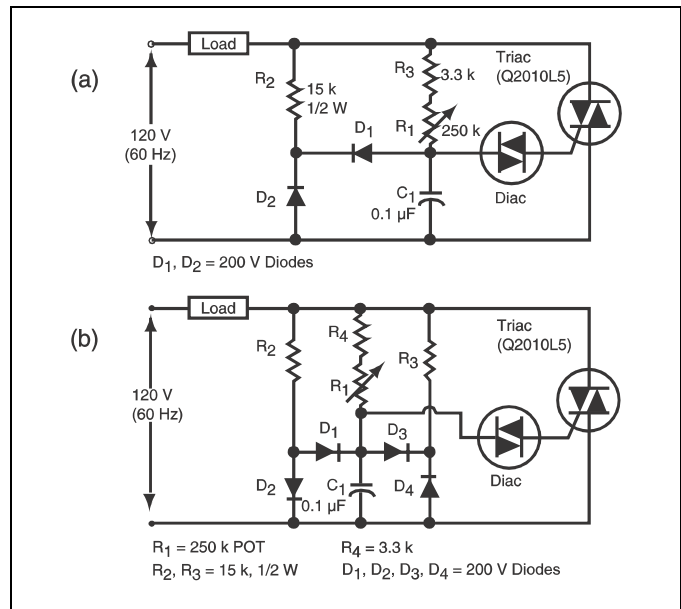 (a)
Load
R2
15 k
1/2 W
R3
3.3 k
R1
250 k
Triac
(Q2010L5)
120 V
(60 Hz)
D1
D2
C1
0.1 µF
Diac
D1, D2 = 200 V Diodes
(b)
Load
R2
R4
R1
R3
Triac
(Q2010L5)
120 V
(60 Hz)
D1
D3
D2
C1
0.1 µF
D4
Diac
R1 = 250 k POT
R4 = 3.3 k
R2, R3 = 15 k, 1/2 W
D1, D2, D3, D4 = 200 V Diodes